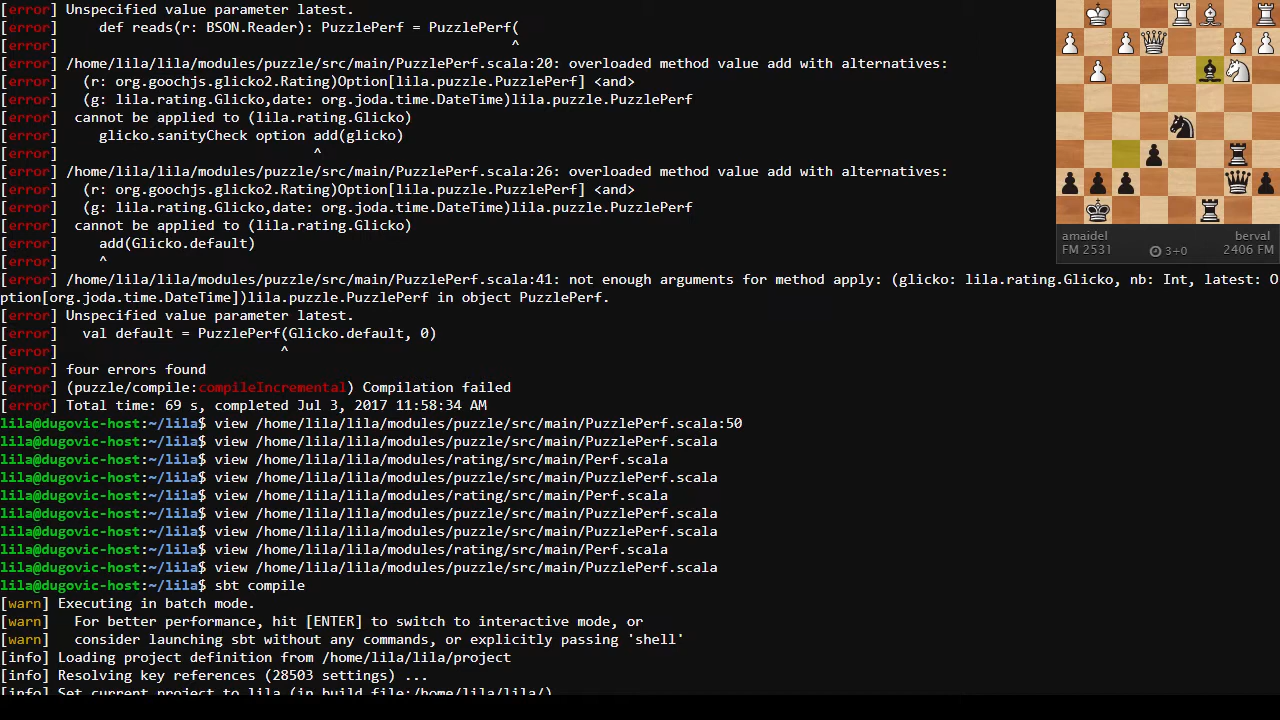 [error] Unspecified value parameter latest.
[error]     def reads(r: BSON.Reader): PuzzlePerf = PuzzlePerf(
[error]                                                       ^
[error] /home/lila/lila/modules/puzzle/src/main/PuzzlePerf.scala:20: overloaded method value add with alternatives:
[error]   (r: org.goochjs.glicko2.Rating)Option[lila.puzzle.PuzzlePerf] <and>
[error]   (g: lila.rating.Glicko,date: org.joda.time.DateTime)lila.puzzle.PuzzlePerf
[error]  cannot be applied to (lila.rating.Glicko)
[error]     glicko.sanityCheck option add(glicko)
[error]                               ^
[error] /home/lila/lila/modules/puzzle/src/main/PuzzlePerf.scala:26: overloaded method value add with alternatives:
[error]   (r: org.goochjs.glicko2.Rating)Option[lila.puzzle.PuzzlePerf] <and>
[error]   (g: lila.rating.Glicko,date: org.joda.time.DateTime)lila.puzzle.PuzzlePerf
[error]  cannot be applied to (lila.rating.Glicko)
[error]     add(Glicko.default)
[error]     ^
[error] /home/lila/lila/modules/puzzle/src/main/PuzzlePerf.scala:41: not enough arguments for method apply: (glicko: lila.rating.Glicko, nb: Int, latest: O
ption[org.joda.time.DateTime])lila.puzzle.PuzzlePerf in object PuzzlePerf.
[error] Unspecified value parameter latest.
[error]   val default = PuzzlePerf(Glicko.default, 0)
[error]                           ^
[error] four errors found
[error] (puzzle/compile:compileIncremental) Compilation failed
[error] Total time: 69 s, completed Jul 3, 2017 11:58:34 AM
lila@dugovic-host:~/lila$ view /home/lila/lila/modules/puzzle/src/main/PuzzlePerf.scala:50
lila@dugovic-host:~/lila$ view /home/lila/lila/modules/puzzle/src/main/PuzzlePerf.scala
lila@dugovic-host:~/lila$ view /home/lila/lila/modules/rating/src/main/Perf.scala
lila@dugovic-host:~/lila$ view /home/lila/lila/modules/puzzle/src/main/PuzzlePerf.scala
lila@dugovic-host:~/lila$ view /home/lila/lila/modules/rating/src/main/Perf.scala
lila@dugovic-host:~/lila$ view /home/lila/lila/modules/puzzle/src/main/PuzzlePerf.scala
lila@dugovic-host:~/lila$ view /home/lila/lila/modules/puzzle/src/main/PuzzlePerf.scala
lila@dugovic-host:~/lila$ view /home/lila/lila/modules/rating/src/main/Perf.scala
lila@dugovic-host:~/lila$ view /home/lila/lila/modules/puzzle/src/main/PuzzlePerf.scala
lila@dugovic-host:~/lila$ sbt compile
[warn] Executing in batch mode.
[warn]   For better performance, hit [ENTER] to switch to interactive mode, or
[warn]   consider launching sbt without any commands, or explicitly passing 'shell'
[info] Loading project definition from /home/lila/lila/project
[info] Resolving key references (28503 settings) ...
[info] Set current project to lila (in build file:/home/lila/lila/)
amaidel
FM 2531
3+0
berval
2406 FM